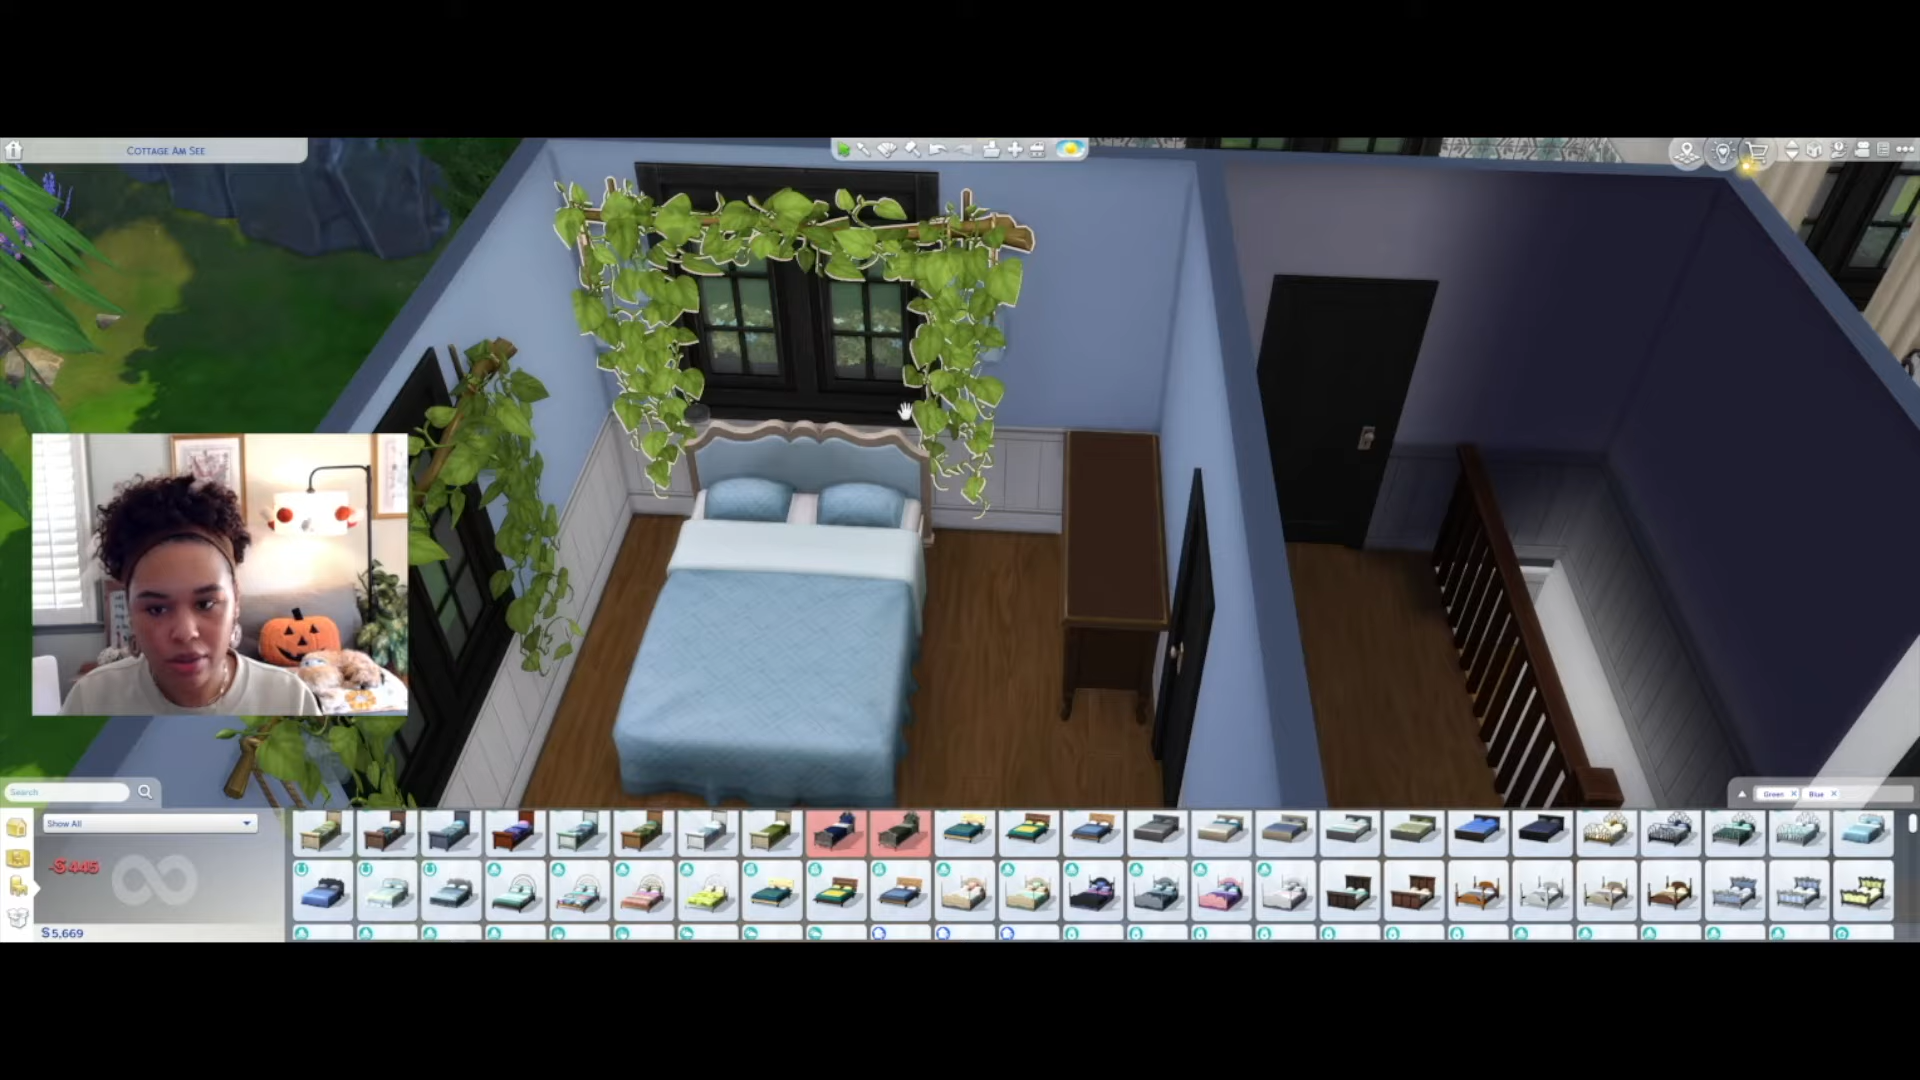 Cottage Am See
Search
Green X Blue X
Show All
-§445
§5,669